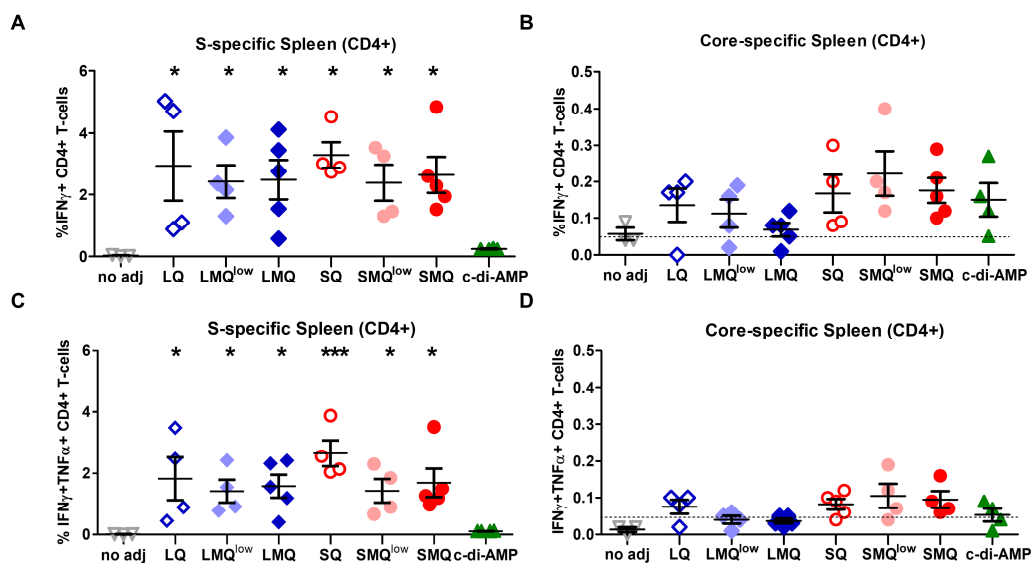 A
S-specific Spleen (CD4+)
%IFNγ+ CD4+ T-cells
6
4
2
0
* * * * * *
no adj LQ LMQlow LMQ SQ SMQlow SMQ c-di-AMP
B
Core-specific Spleen (CD4+)
%IFNγ+ CD4+ T-cells
0.5
0.4
0.3
0.2
0.1
0.0
no adj LQ LMQlow LMQ SQ SMQlow SMQ c-di-AMP
C
S-specific Spleen (CD4+)
% IFNγ+TNFα+ CD4+ T-cells
6
4
2
0
* * * *** * *
no adj LQ LMQlow LMQ SQ SMQlow SMQ c-di-AMP
D
Core-specific Spleen (CD4+)
IFNγ+TNFα+ CD4+ T-cells
0.5
0.4
0.3
0.2
0.1
0.0
no adj LQ LMQlow LMQ SQ SMQlow SMQ c-di-AMP